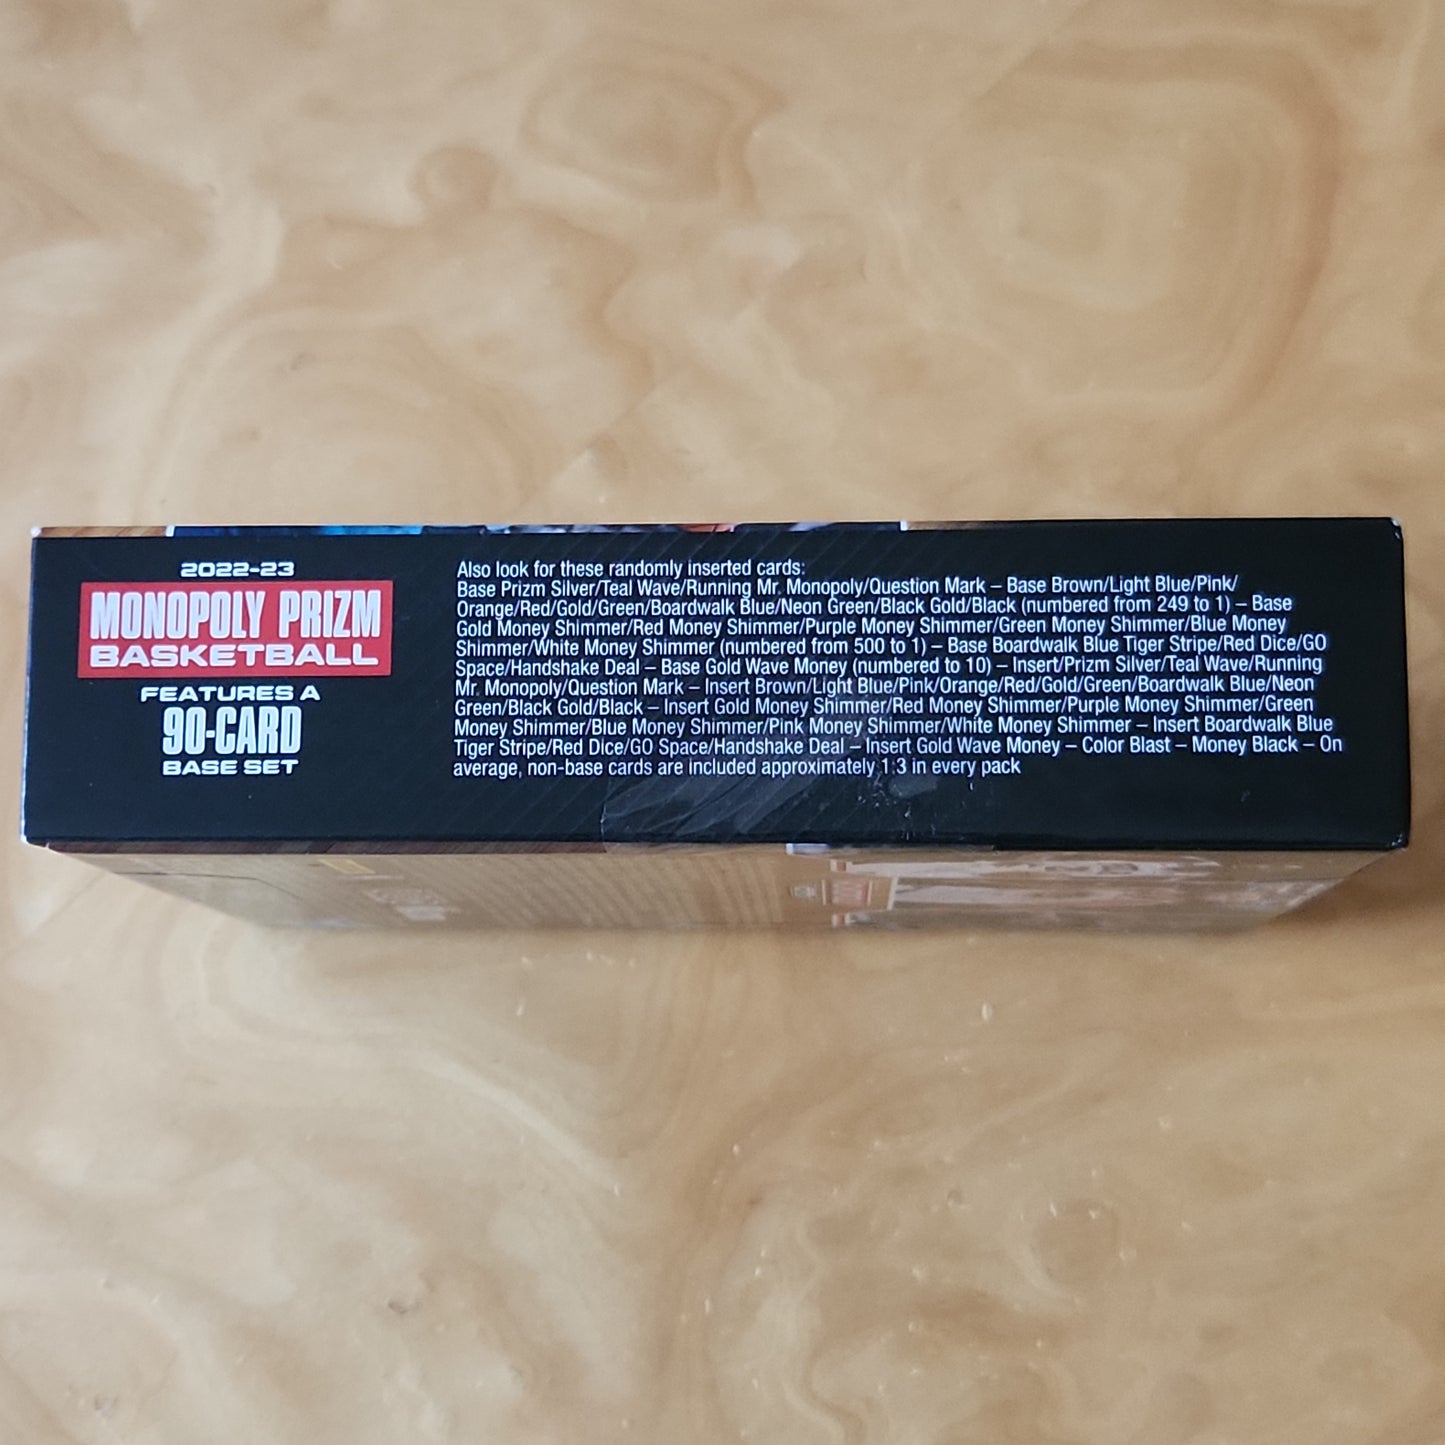 2022-23
MONOPOLY PRIZM
BASKETBALL
FEATURES A
90-CARD
BASE SET
Also look for these randomly inserted cards:
Base Prizm Silver/Teal Wave/Running Mr. Monopoly/Question Mark – Base Brown/Light Blue/Pink/
Orange/Red/Gold/Green/Boardwalk Blue/Neon Green/Black Gold/Black (numbered from 249 to 1) – Base
Gold Money Shimmer/Red Money Shimmer/Purple Money Shimmer/Green Money Shimmer/Blue Money
Shimmer/White Money Shimmer (numbered from 500 to 1) – Base Boardwalk Blue Tiger Stripe/Red Dice/GO
Space/Handshake Deal – Base Gold Wave Money (numbered to 10) – Insert/Prizm Silver/Teal Wave/Running
Mr. Monopoly/Question Mark – Insert Brown/Light Blue/Pink/Orange/Red/Gold/Green/Boardwalk Blue/Neon
Green/Black Gold/Black – Insert Gold Money Shimmer/Red Money Shimmer/Purple Money Shimmer/Green
Money Shimmer/Blue Money Shimmer/Pink Money Shimmer/White Money Shimmer – Insert Boardwalk Blue
Tiger Stripe/Red Dice/GO Space/Handshake Deal – Insert Gold Wave Money – Color Blast – Money Black – On
average, non-base cards are included approximately 1:3 in every pack